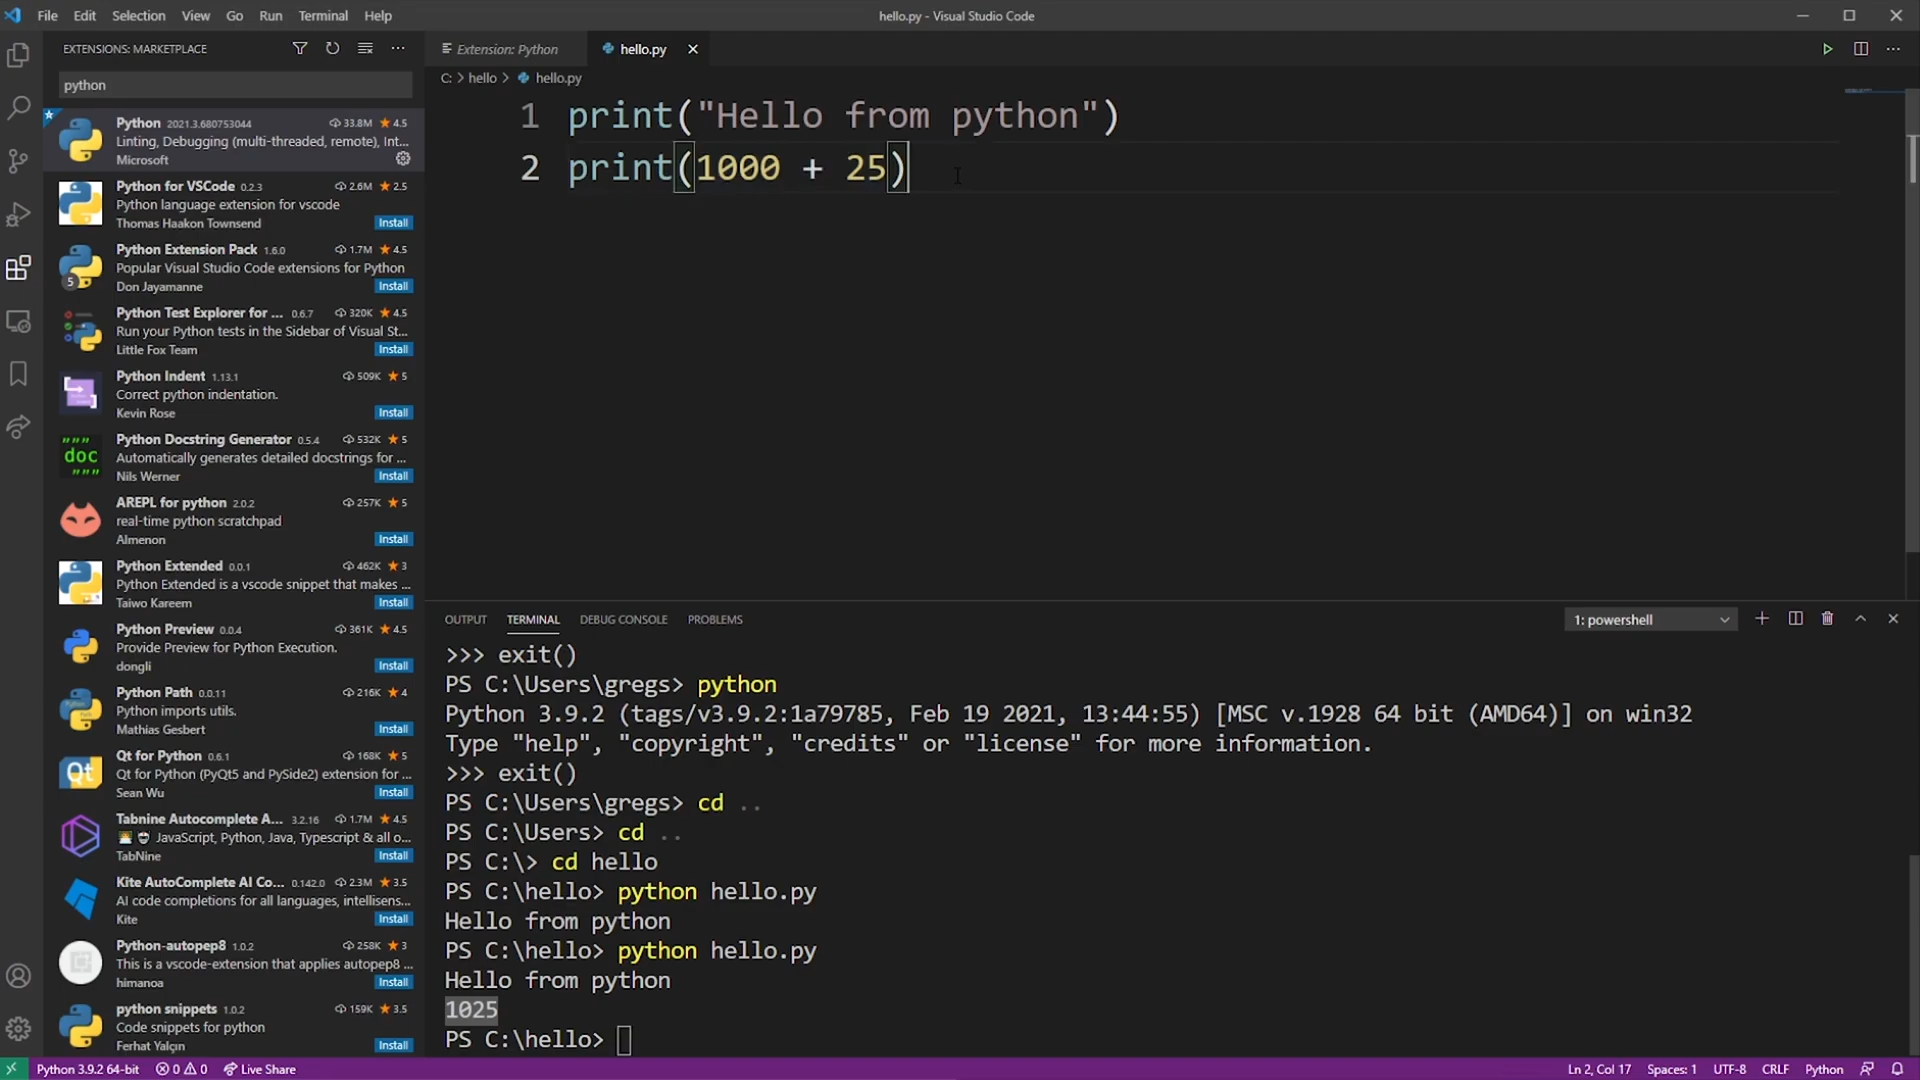 File Edit Selection View Go Run Terminal Help
hello.py - Visual Studio Code
EXTENSIONS: MARKETPLACE
python
Python 2021.3.680753044 33.8M 4.5
Linting, Debugging (multi-threaded, remote), Int...
Microsoft
Python for VSCode 0.2.3 2.6M 2.5
Python language extension for vscode
Thomas Haakon Townsend Install
Python Extension Pack 1.6.0 1.7M 4.5
5
Popular Visual Studio Code extensions for Python
Don Jayamanne Install
Python Test Explorer for ... 0.6.7 320K 4.5
Run your Python tests in the Sidebar of Visual St...
Little Fox Team Install
Python Indent 1.13.1 509K 5
Correct python indentation.
Kevin Rose Install
Python Docstring Generator 0.5.4 532K 5
""" doc """
Automatically generates detailed docstrings for ...
Nils Werner Install
AREPL for python 2.0.2 257K 5
real-time python scratchpad
Almenon Install
Python Extended 0.0.1 462K 3
Python Extended is a vscode snippet that makes ...
Taiwo Kareem Install
Python Preview 0.0.4 361K 4.5
Provide Preview for Python Execution.
dongli Install
Python Path 0.0.11 216K 4
Python imports utils.
Mathias Gesbert Install
Qt for Python 0.6.1 168K 5
Qt
Qt for Python (PyQt5 and PySide2) extension for ...
Sean Wu Install
Tabnine Autocomplete A... 3.2.16 1.7M 4.5
JavaScript, Python, Java, Typescript & all o...
TabNine Install
Kite AutoComplete AI Co... 0.142.0 2.3M 3.5
AI code completions for all languages, intellisens...
Kite Install
Python-autopep8 1.0.2 258K 3
This is a vscode-extension that applies autopep8 ...
himanoa Install
python snippets 1.0.2 159K 3.5
Code snippets for python
Ferhat Yalçın Install
Extension: Python
hello.py
C: > hello > hello.py
1 print("Hello from python")
2 print(1000 + 25)
OUTPUT TERMINAL DEBUG CONSOLE PROBLEMS
1: powershell
>>> exit()
PS C:\Users\gregs> python
Python 3.9.2 (tags/v3.9.2:1a79785, Feb 19 2021, 13:44:55) [MSC v.1928 64 bit (AMD64)] on win32
Type "help", "copyright", "credits" or "license" for more information.
>>> exit()
PS C:\Users\gregs> cd ..
PS C:\Users> cd ..
PS C:\> cd hello
PS C:\hello> python hello.py
Hello from python
PS C:\hello> python hello.py
Hello from python
1025
PS C:\hello>
Python 3.9.2 64-bit 0 0 Live Share
Ln 2, Col 17 Spaces: 1 UTF-8 CRLF Python